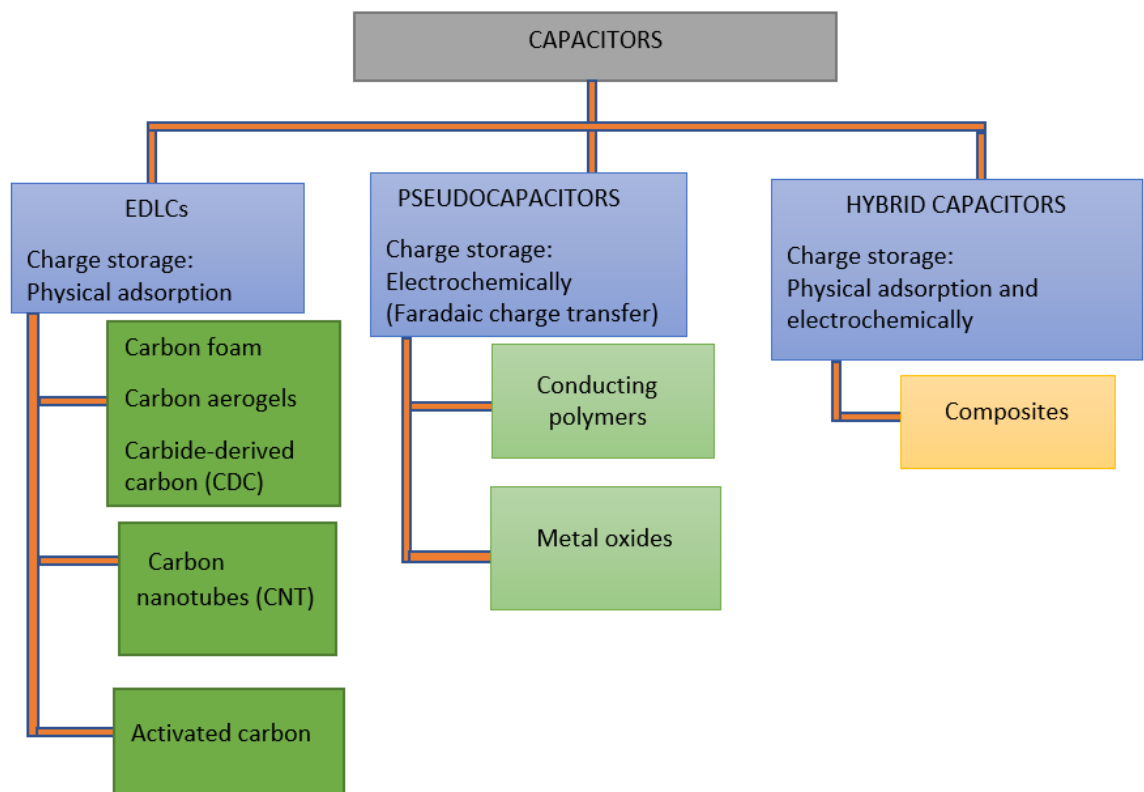 CAPACITORS
EDLCs
Charge storage:
Physical adsorption
Carbon foam
Carbon aerogels
Carbide-derived
carbon (CDC)
Carbon
nanotubes (CNT)
Activated carbon
PSEUDOCAPACITORS
Charge storage:
Electrochemically
(Faradaic charge transfer)
Conducting
polymers
Metal oxides
HYBRID CAPACITORS
Charge storage:
Physical adsorption and
electrochemically
Composites